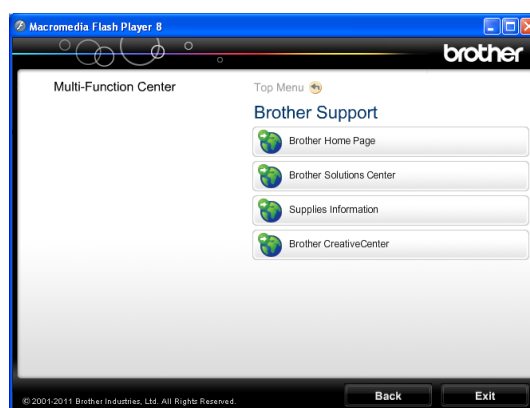 Macromedia Flash Player 8
brother
Multi-Function Center
Top Menu
Brother Support
Brother Home Page
Brother Solutions Center
Supplies Information
Brother CreativeCenter
© 2001-2011 Brother Industries, Ltd. All Rights Reserved.
Back
Exit